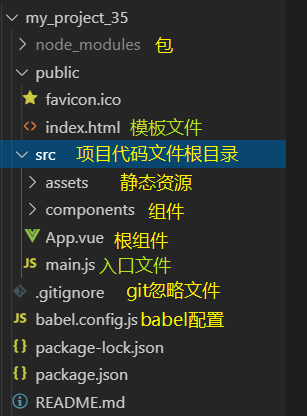 my_project_35
node_modules 包
public
favicon.ico
index.html 模板文件
src 项目代码文件根目录
assets 静态资源
components 组件
App.vue 根组件
JS main.js 入口文件
.gitignore git忽略文件
JS babel.config.js babel配置
{} package-lock.json
{} package.json
README.md